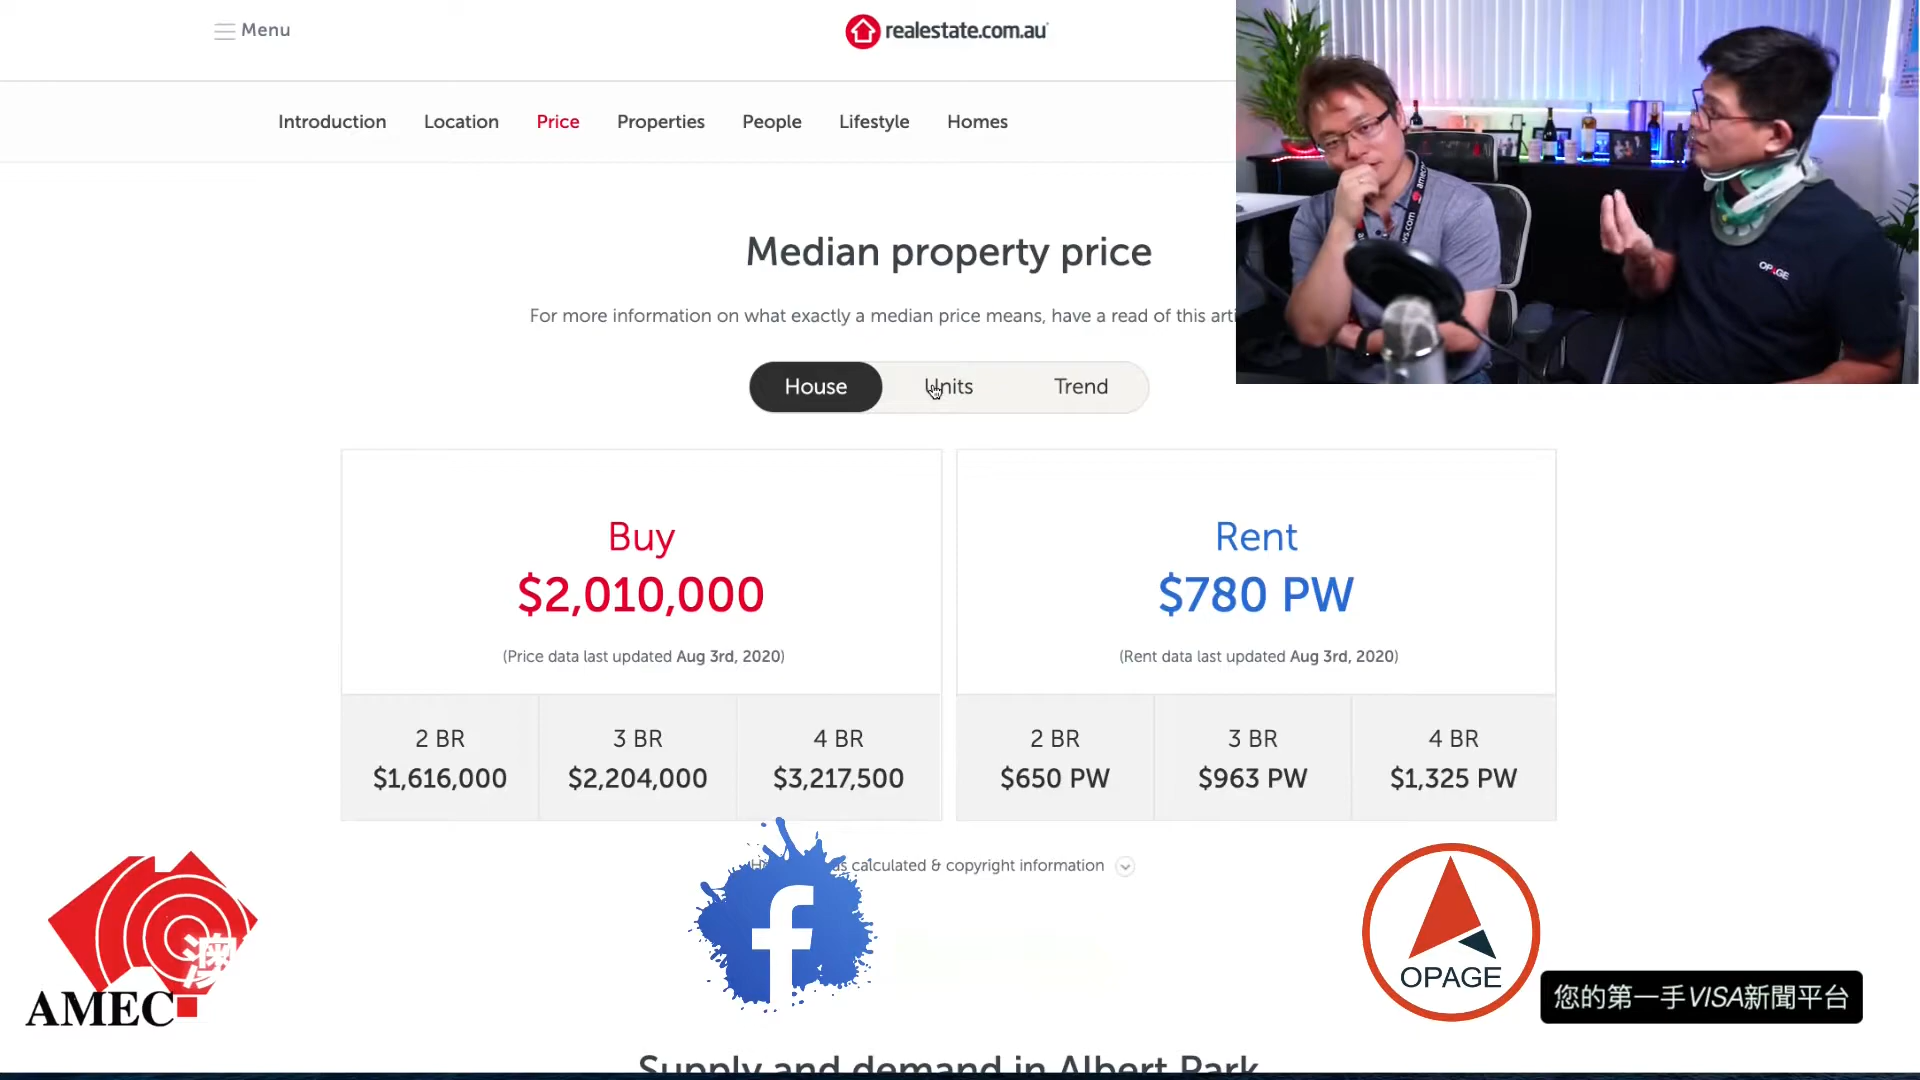 Menu
realestate.com.au
Introduction
Location
Price
Properties
People
Lifestyle
Homes
Median property price
For more information on what exactly a median price means, have a read of this arti
House
Units
Trend
Buy
$2,010,000
(Price data last updated Aug 3rd, 2020)
2 BR
3 BR
4 BR
$1,616,000
$2,204,000
$3,217,500
Rent
$780 PW
(Rent data last updated Aug 3rd, 2020)
2 BR
3 BR
4 BR
$650 PW
$963 PW
$1,325 PW
calculated & copyright information
OPAGE
AMEC
澳
f
OPAGE
您的第一手VISA新聞平台
Supply and demand in Albert Park